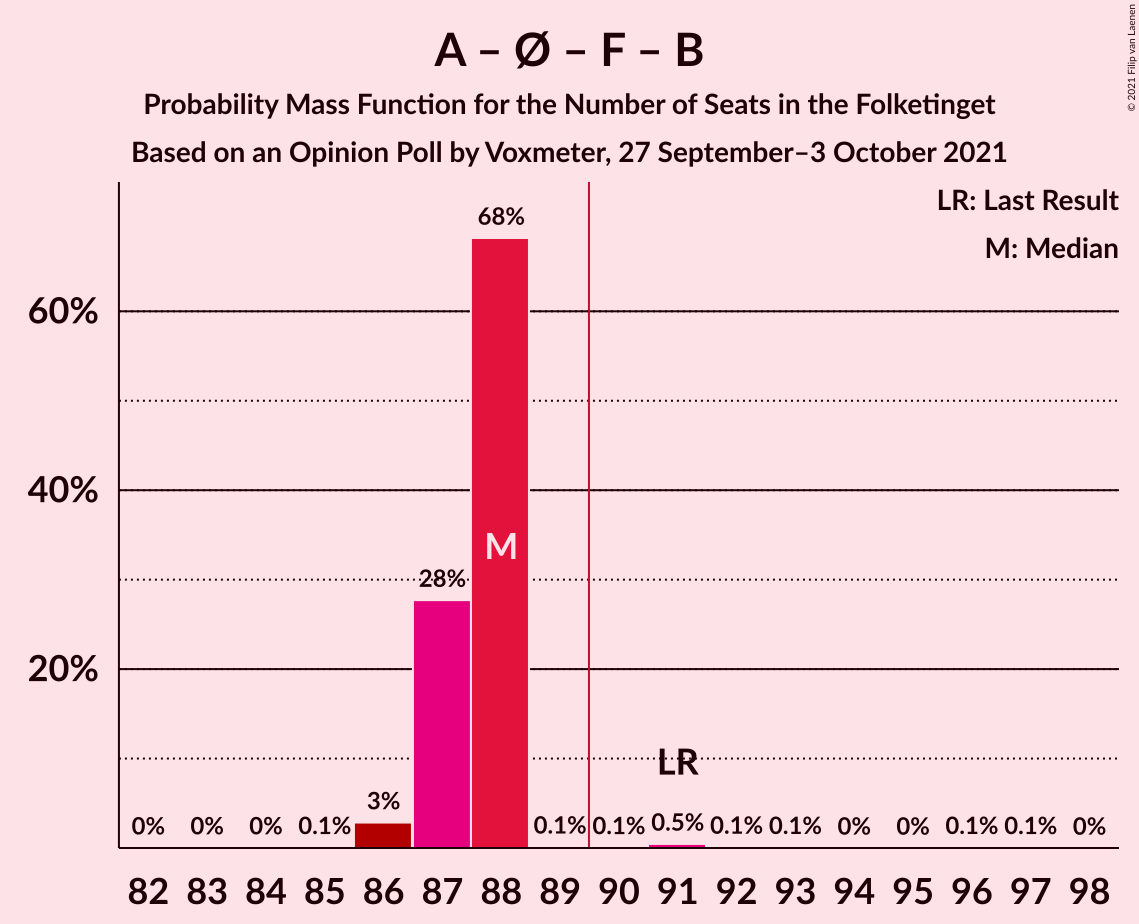 A – Ø – F – B
Probability Mass Function for the Number of Seats in the Folketinget
Based on an Opinion Poll by Voxmeter, 27 September–3 October 2021
© 2021 Filip van Laenen
LR: Last Result
M: Median
68%
60%
40%
M
28%
20%
LR
3%
0% 0% 0% 0.1% 0.1% 0.1% 0.5% 0.1% 0.1% 0% 0% 0.1% 0.1% 0%
82 83 84 85 86 87 88 89 90 91 92 93 94 95 96 97 98